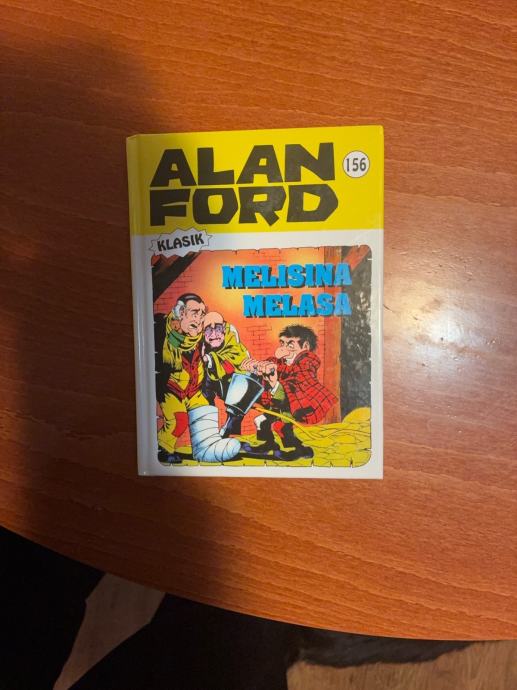 ALAN
FORD
156
KLASIK
MELISINA
MELASA